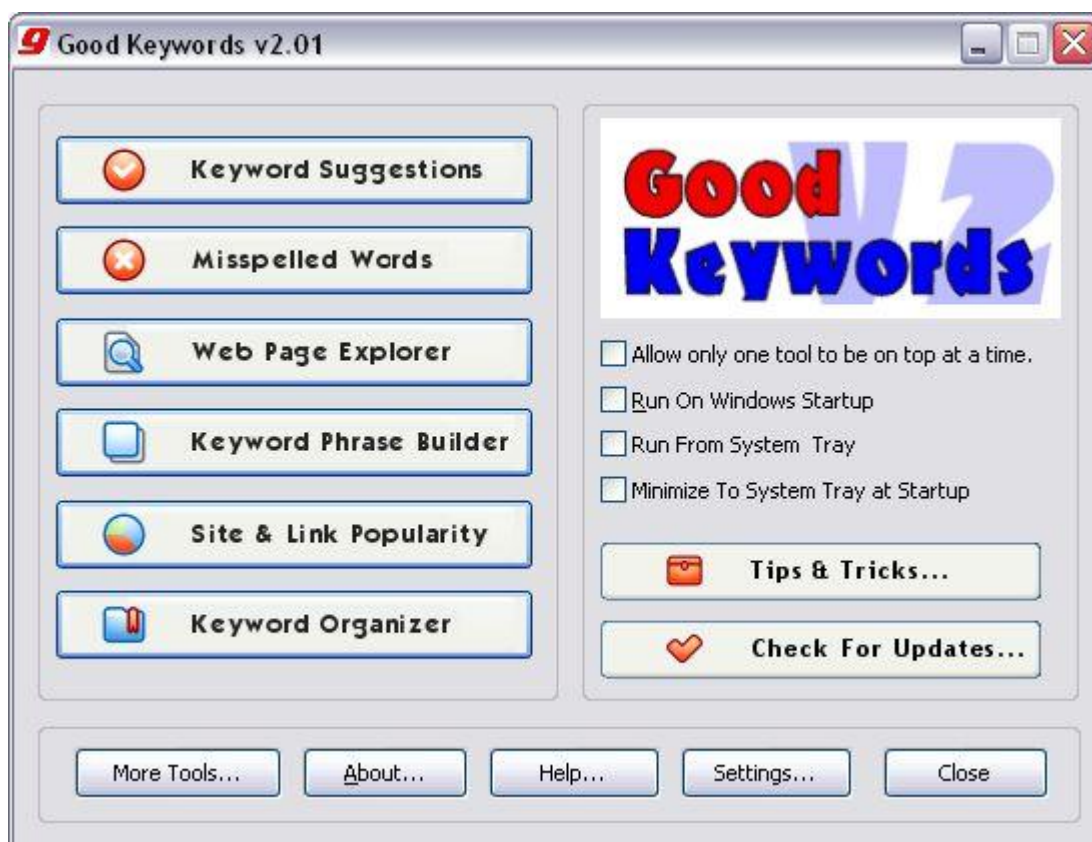 Good Keywords v2.01
Keyword Suggestions
Misspelled Words
Web Page Explorer
Keyword Phrase Builder
Site & Link Popularity
Keyword Organizer
V2
Good
Keywords
Allow only one tool to be on top at a time.
Run On Windows Startup
Run From System Tray
Minimize To System Tray at Startup
Tips & Tricks...
Check For Updates...
More Tools...
About...
Help...
Settings...
Close